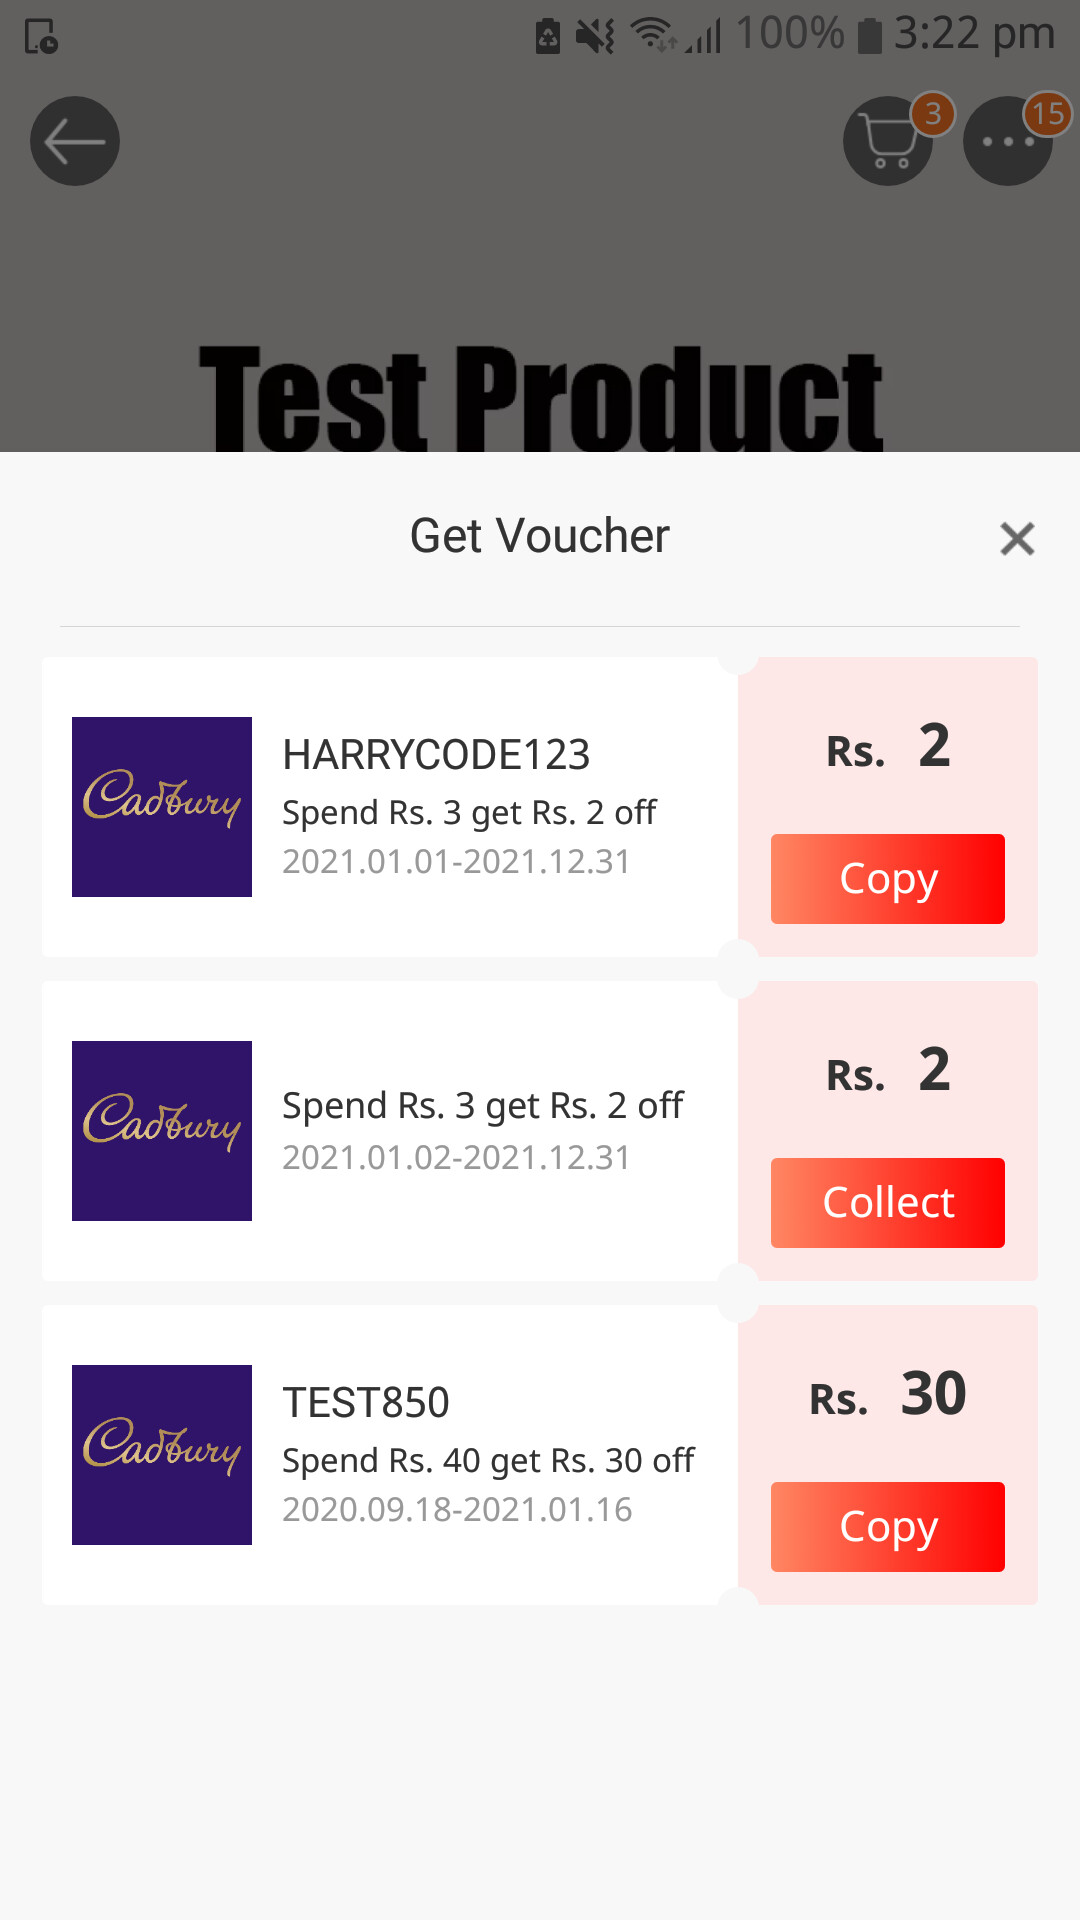 100% 3:22 pm
3
15
Test Product
Get Voucher
Cadbury
HARRYCODE123
Spend Rs. 3 get Rs. 2 off
2021.01.01-2021.12.31
Rs. 2
Copy
Cadbury
Spend Rs. 3 get Rs. 2 off
2021.01.02-2021.12.31
Rs. 2
Collect
Cadbury
TEST850
Spend Rs. 40 get Rs. 30 off
2020.09.18-2021.01.16
Rs. 30
Copy